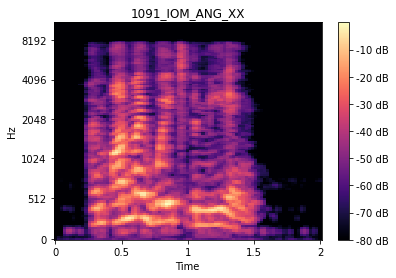 1091_IOM_ANG_XX
8192
4096
2048
1024
512
0
Hz
0
0.5
1
1.5
2
Time
-10 dB
-20 dB
-30 dB
-40 dB
-50 dB
-60 dB
-70 dB
-80 dB